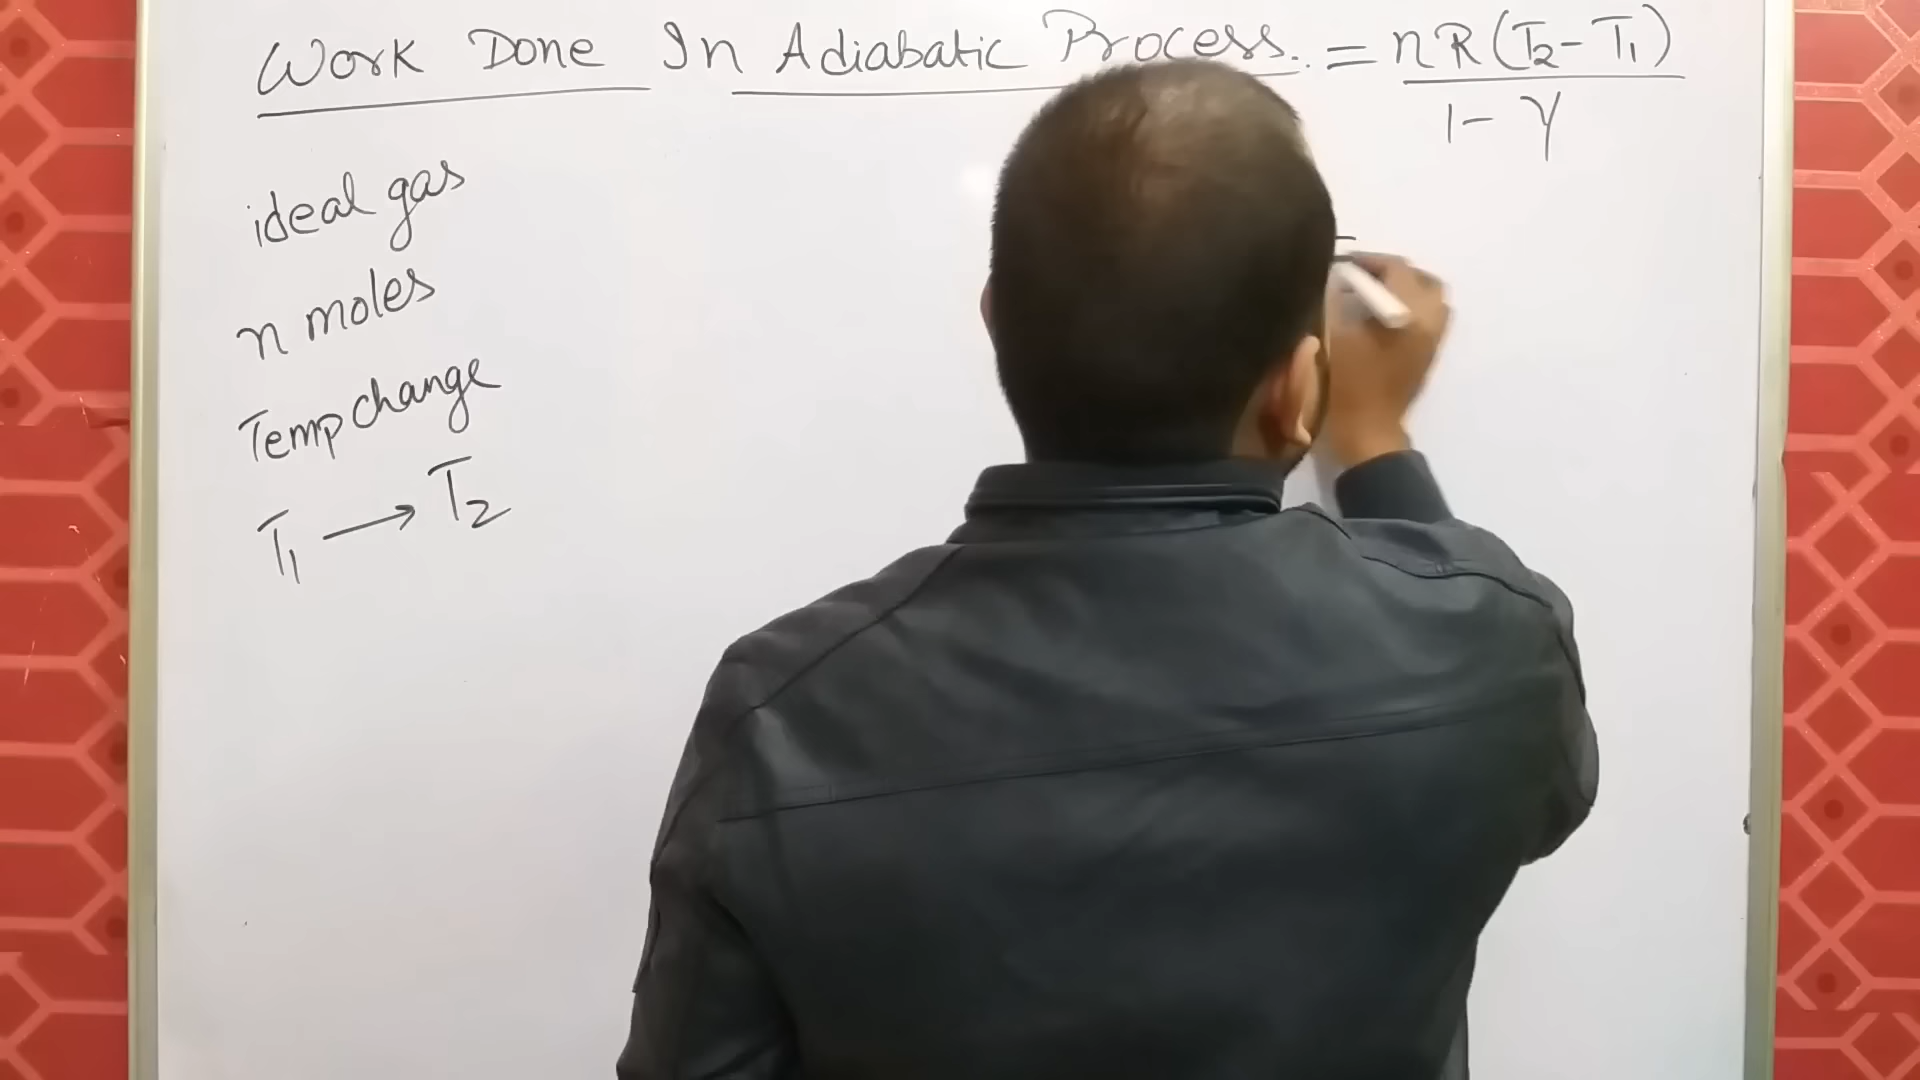 Work Done In Adiabatic Process. = nR(T₂-T₁)
1-γ
ideal gas
n moles
Temp change
T₁ → T₂
=